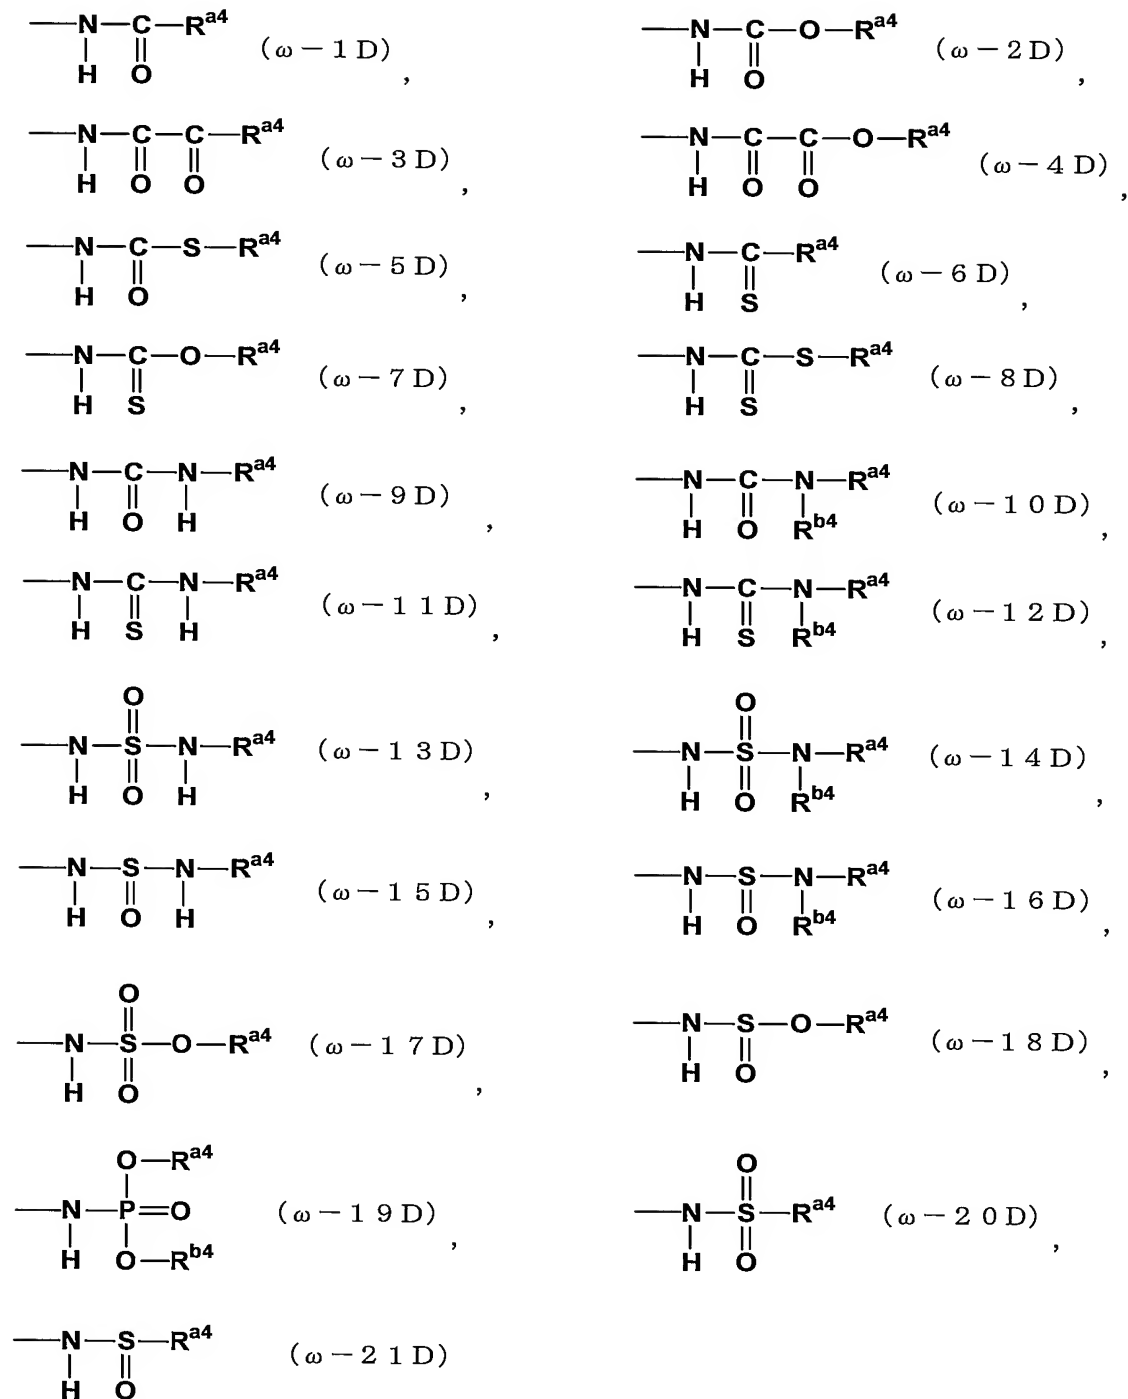 N C R^a4 (ω-1D),
H O
N C O R^a4 (ω-2D),
H O
N C C R^a4 (ω-3D),
H O O
N C C O R^a4 (ω-4D),
H O O
N C S R^a4 (ω-5D),
H O
N C R^a4 (ω-6D),
H S
N C O R^a4 (ω-7D),
H S
N C S R^a4 (ω-8D),
H S
N C N R^a4 (ω-9D),
H O H
N C N R^a4 (ω-10D),
H O R^b4
N C N R^a4 (ω-11D),
H S H
N C N R^a4 (ω-12D),
H S R^b4
O
N S N R^a4 (ω-13D),
H O H
O
N S N R^a4 (ω-14D),
H O R^b4
N S N R^a4 (ω-15D),
H O H
N S N R^a4 (ω-16D),
H O R^b4
O
N S O R^a4 (ω-17D),
H O
N S O R^a4 (ω-18D),
H O
O R^a4
N P O (ω-19D),
H O R^b4
O
N S R^a4 (ω-20D),
H O
N S R^a4 (ω-21D)
H O